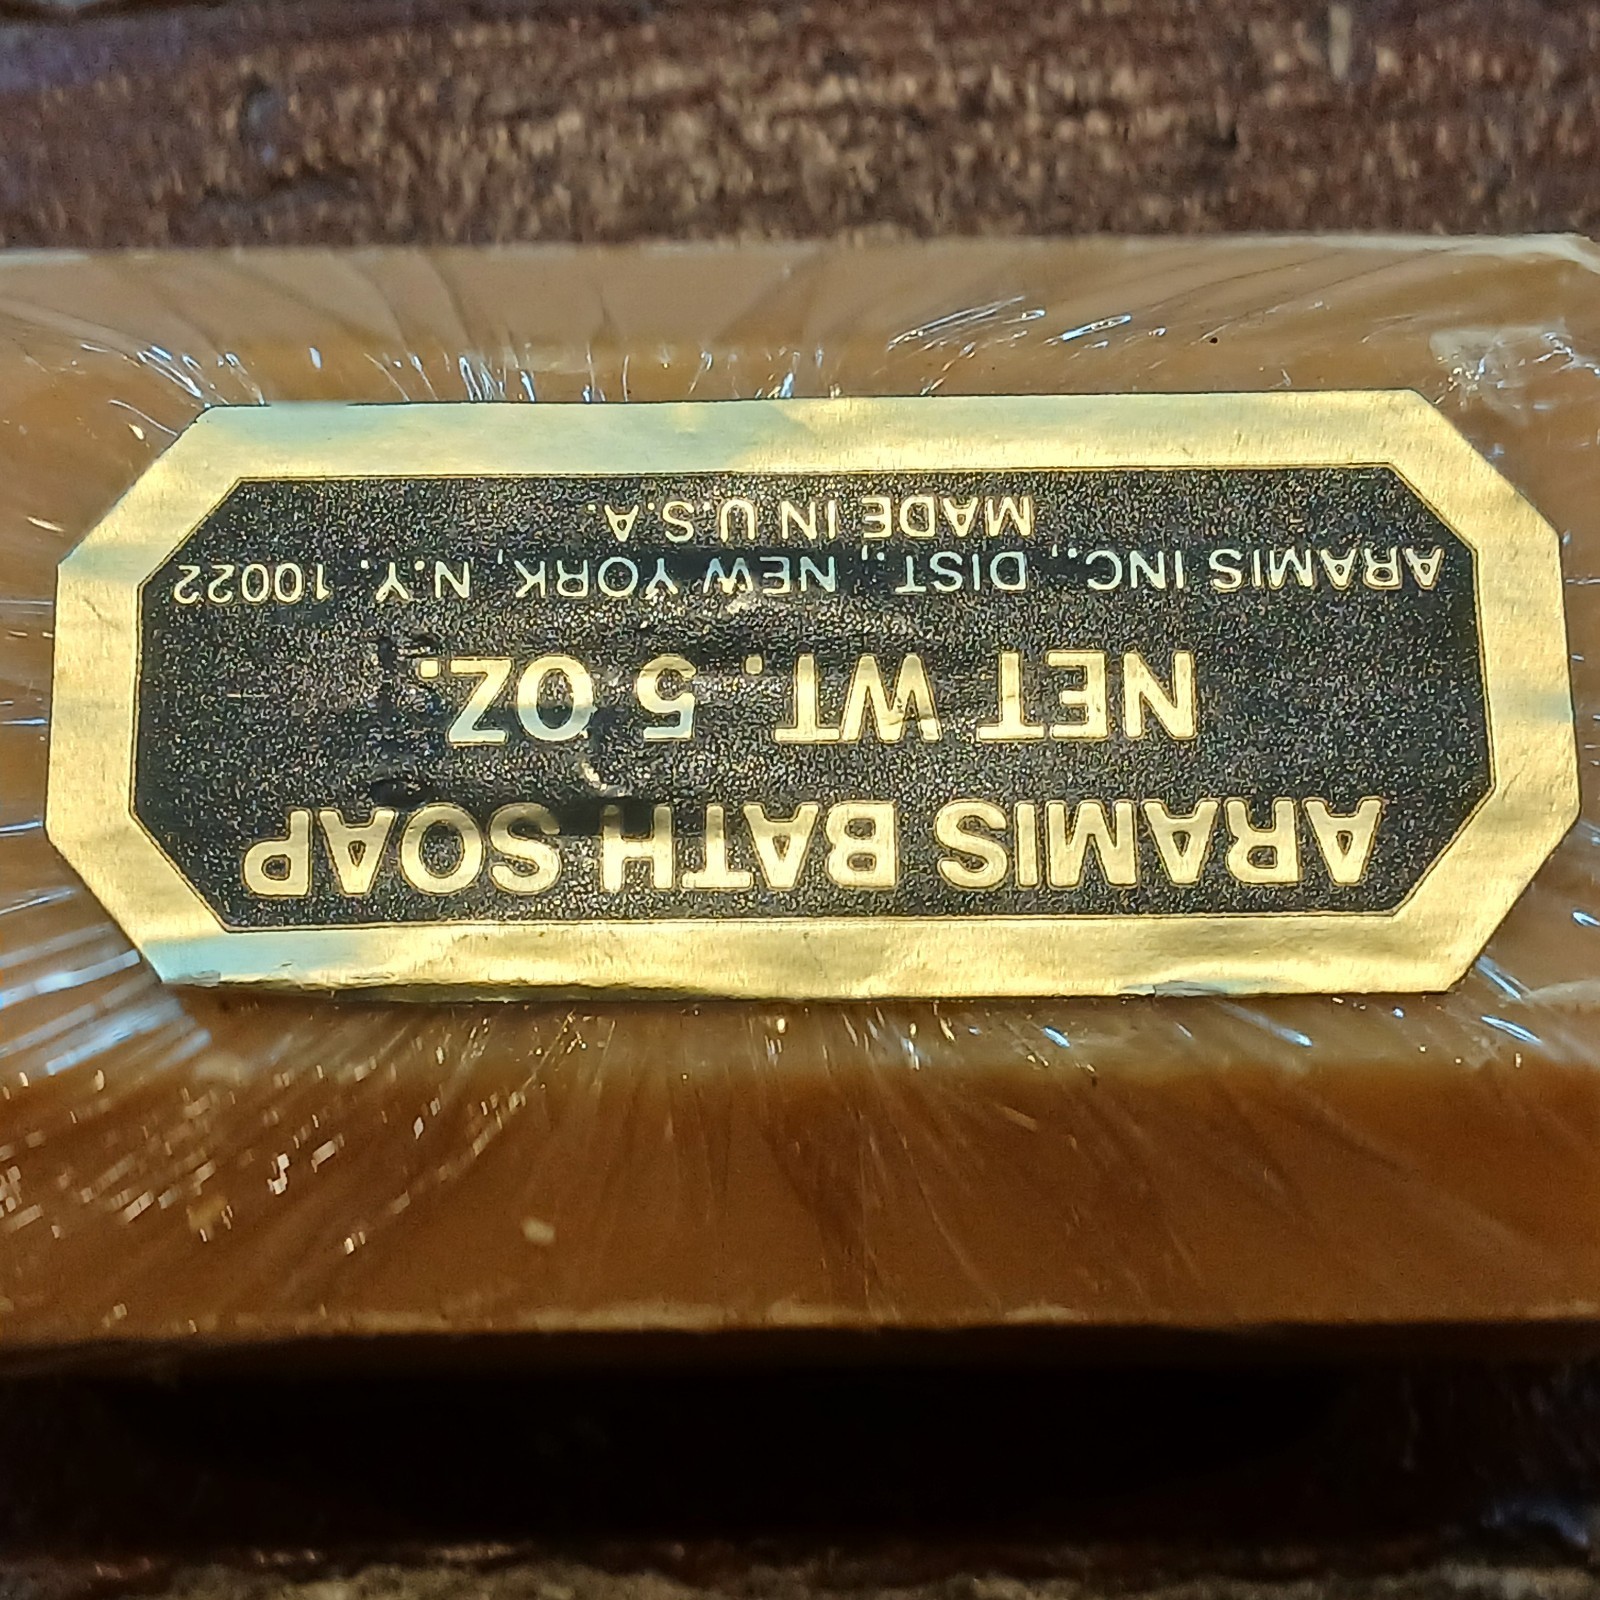 ARAMIS BATH SOAP
NET WT. 5 OZ.
ARAMIS INC., DIST., NEW YORK, N.Y. 10022
MADE IN U.S.A.